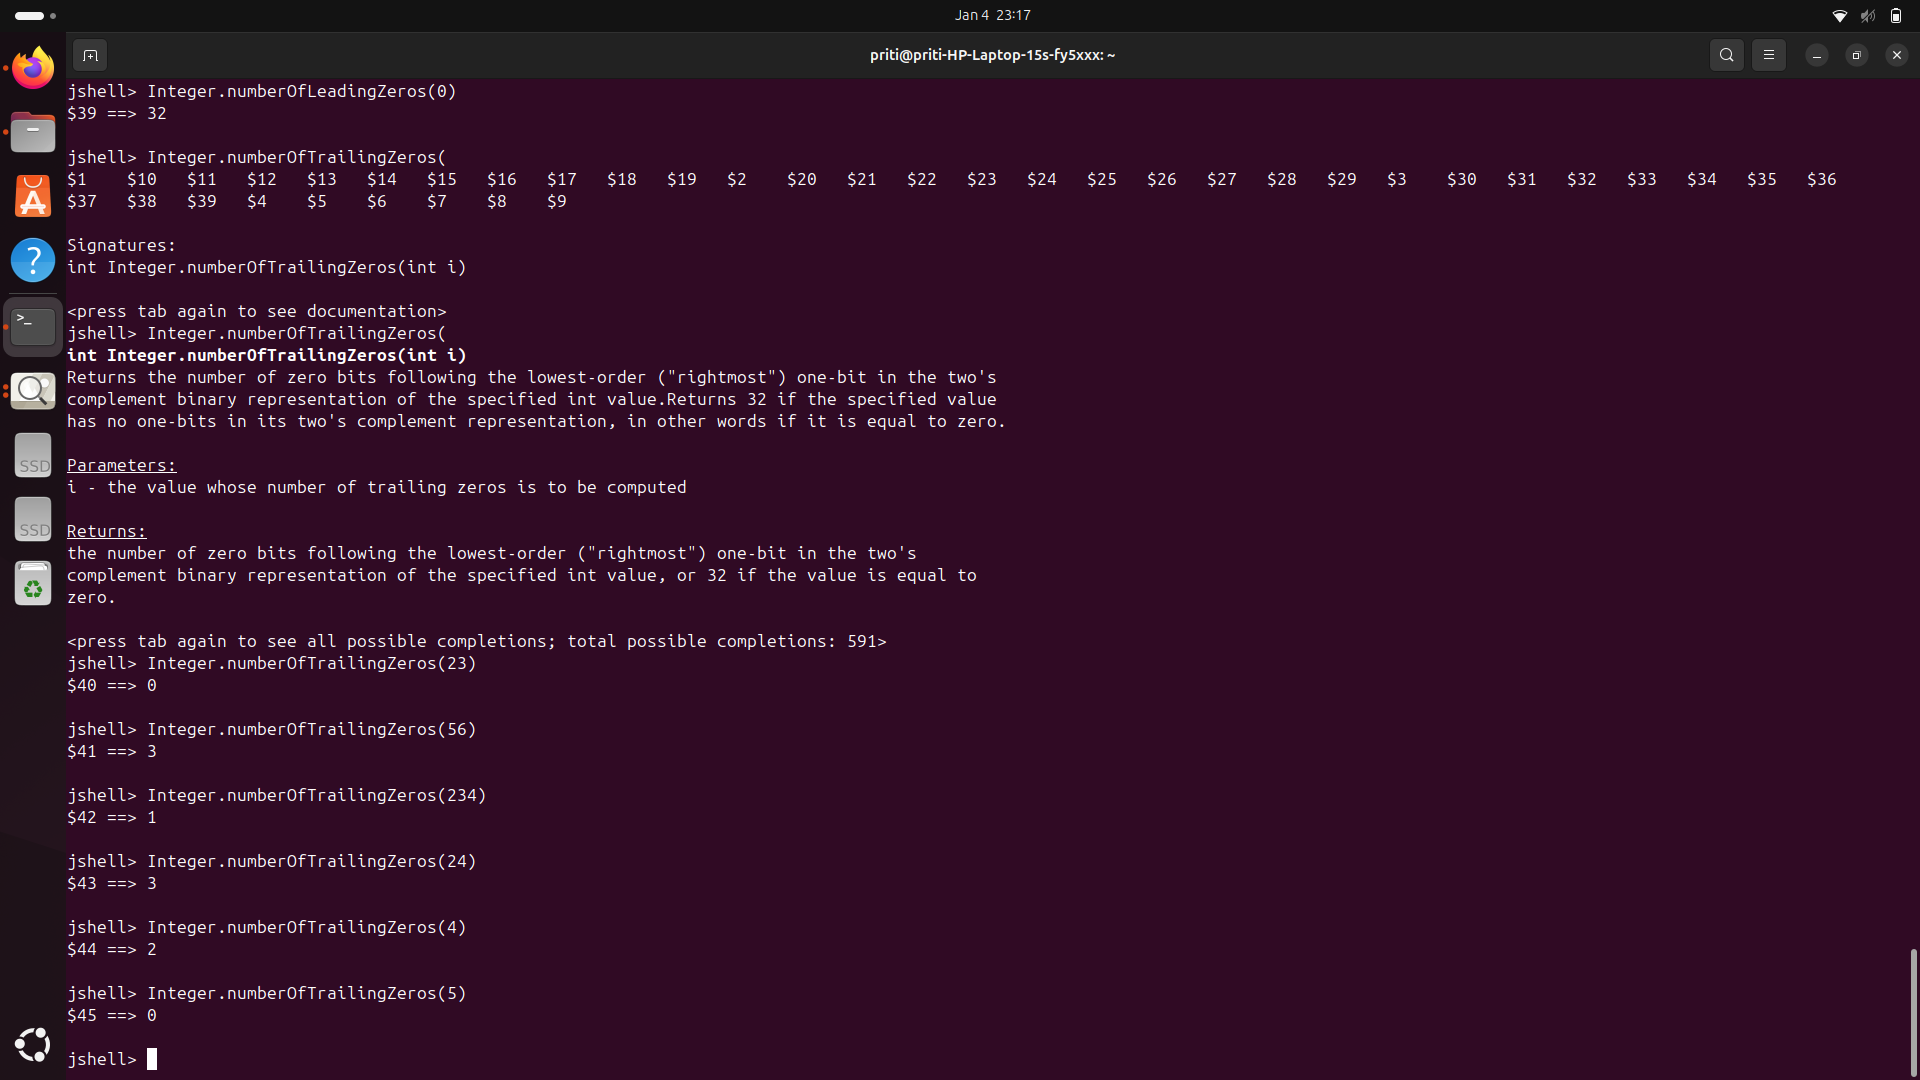 Jan 4 23:17
priti@priti-HP-Laptop-15s-fy5xxx: ~
jshell> Integer.numberOfLeadingZeros(0)
$39 ==> 32
jshell> Integer.numberOfTrailingZeros(
$1 $10 $11 $12 $13 $14 $15 $16 $17 $18 $19 $2 $20 $21 $22 $23 $24 $25 $26 $27 $28 $29 $3 $30 $31 $32 $33 $34 $35 $36
$37 $38 $39 $4 $5 $6 $7 $8 $9
Signatures:
int Integer.numberOfTrailingZeros(int i)
<press tab again to see documentation>
jshell> Integer.numberOfTrailingZeros(
int Integer.numberOfTrailingZeros(int i)
Returns the number of zero bits following the lowest-order ("rightmost") one-bit in the two's
complement binary representation of the specified int value.Returns 32 if the specified value
has no one-bits in its two's complement representation, in other words if it is equal to zero.
Parameters:
i - the value whose number of trailing zeros is to be computed
Returns:
the number of zero bits following the lowest-order ("rightmost") one-bit in the two's
complement binary representation of the specified int value, or 32 if the value is equal to
zero.
<press tab again to see all possible completions; total possible completions: 591>
jshell> Integer.numberOfTrailingZeros(23)
$40 ==> 0
jshell> Integer.numberOfTrailingZeros(56)
$41 ==> 3
jshell> Integer.numberOfTrailingZeros(234)
$42 ==> 1
jshell> Integer.numberOfTrailingZeros(24)
$43 ==> 3
jshell> Integer.numberOfTrailingZeros(4)
$44 ==> 2
jshell> Integer.numberOfTrailingZeros(5)
$45 ==> 0
jshell>
SSD
SSD